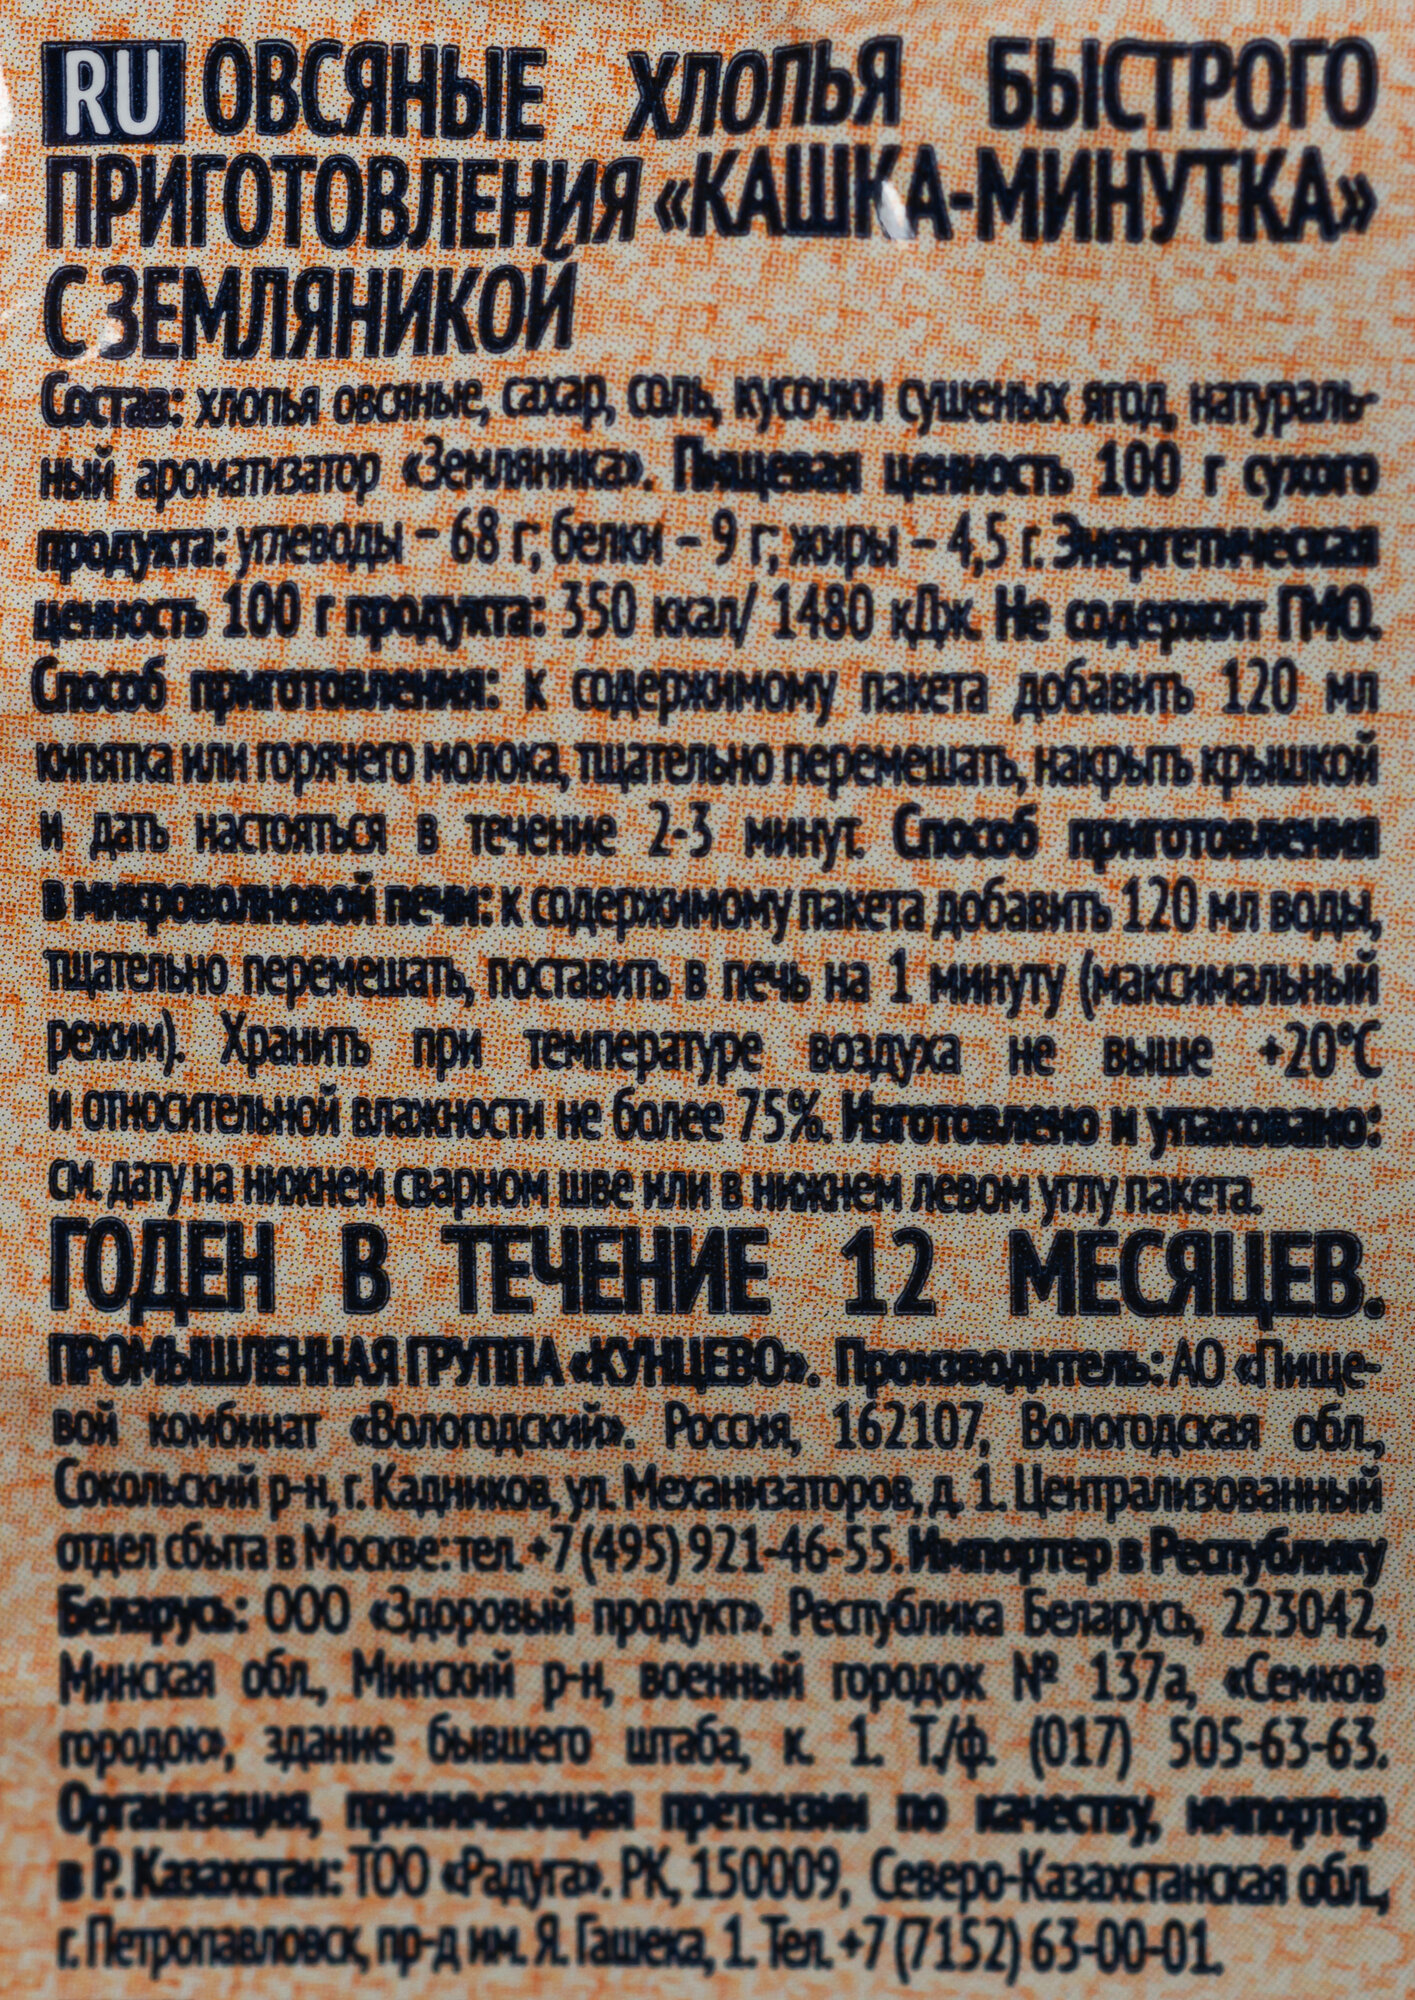 RU ОВСЯНЫЕ ХЛОПЬЯ БЫСТРОГО
ПРИГОТОВЛЕНИЯ «КАШКА-МИНУТКА»
С ЗЕМЛЯНИКОЙ
Состав: хлопья овсяные, сахар, соль, кусочки сушеных ягод, натураль-
ный ароматизатор «Земляника». Пищевая ценность 100 г сухого
продукта: углеводы – 68 г; белки – 9 г; жиры – 4,5 г. Энергетическая
ценность 100 г продукта: 350 ккал/ 1480 кДж. Не содержит ГМО.
Способ приготовления: к содержимому пакета добавить 120 мл
кипятка или горячего молока, тщательно перемешать, накрыть крышкой
и дать настояться в течение 2-3 минут. Способ приготовления
в микроволновой печи: к содержимому пакета добавить 120 мл воды,
тщательно перемешать, поставить в печь на 1 минуту (максимальный
режим). Хранить при температуре воздуха не выше +20°С
и относительной влажности не более 75%. Изготовлено и упаковано:
см. дату на нижнем сварном шве или в нижнем левом углу пакета.
ГОДЕН В ТЕЧЕНИЕ 12 МЕСЯЦЕВ.
ПРОМЫШЛЕННАЯ ГРУППА «КУНЦЕВО». Производитель: АО «Пище-
вой комбинат «Вологодский». Россия, 162107, Вологодская обл.,
Сокольский р-н, г. Кадников, ул. Механизаторов, д. 1. Централизованный
отдел сбыта в Москве: тел. +7 (495) 921-46-55. Импортер в Республику
Беларусь: ООО «Здоровый продукт». Республика Беларусь, 223042,
Минская обл., Минский р-н, военный городок № 137а, «Семков
городок», здание бывшего штаба, к. 1. Т./ф. (017) 505-63-63.
Организация, принимающая претензии по качеству, импортер
в Р. Казахстан: ТОО «Радуга». РК, 150009, Северо-Казахстанская обл.,
г. Петропавловск, пр-д им. Я. Гашека, 1. Тел. +7 (7152) 63-00-01.